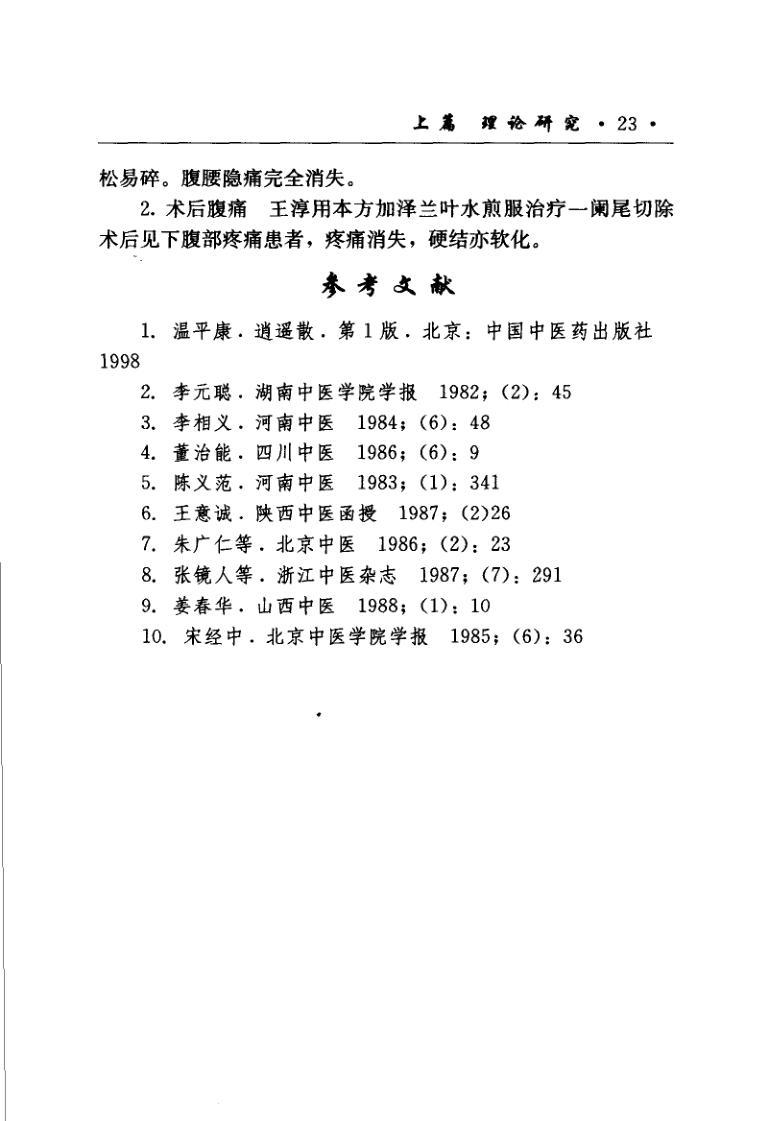 上篇 理论研究 · 23 ·
松易碎。腹腰隐痛完全消失。
2. 术后腹痛 王淳用本方加泽兰叶水煎服治疗一阑尾切除
术后见下腹部疼痛患者，疼痛消失，硬结亦软化。
参考文献
1. 温平康．逍遥散．第1版．北京：中国中医药出版社
1998
2. 李元聪．湖南中医学院学报 1982；(2)：45
3. 李相义．河南中医 1984；(6)：48
4. 董治能．四川中医 1986；(6)：9
5. 陈义范．河南中医 1983；(1)：341
6. 王意诚．陕西中医函授 1987；(2)26
7. 朱广仁等．北京中医 1986；(2)：23
8. 张镜人等．浙江中医杂志 1987；(7)：291
9. 姜春华．山西中医 1988；(1)：10
10. 宋经中．北京中医学院学报 1985；(6)：36